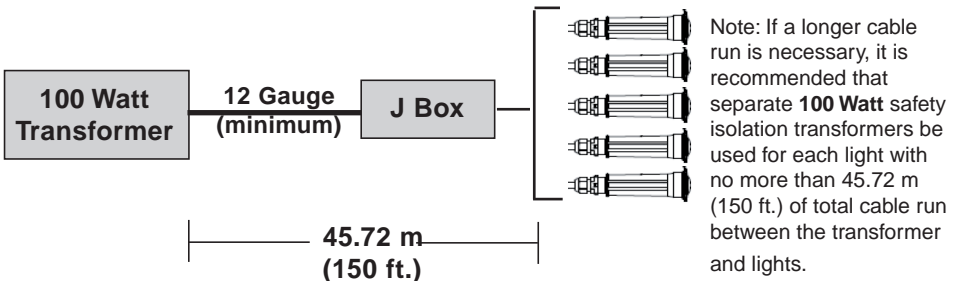 100 Watt
Transformer
12 Gauge
(minimum)
J Box
45.72 m
(150 ft.)
Note: If a longer cable
run is necessary, it is
recommended that
separate 100 Watt safety
isolation transformers be
used for each light with
no more than 45.72 m
(150 ft.) of total cable run
between the transformer
and lights.